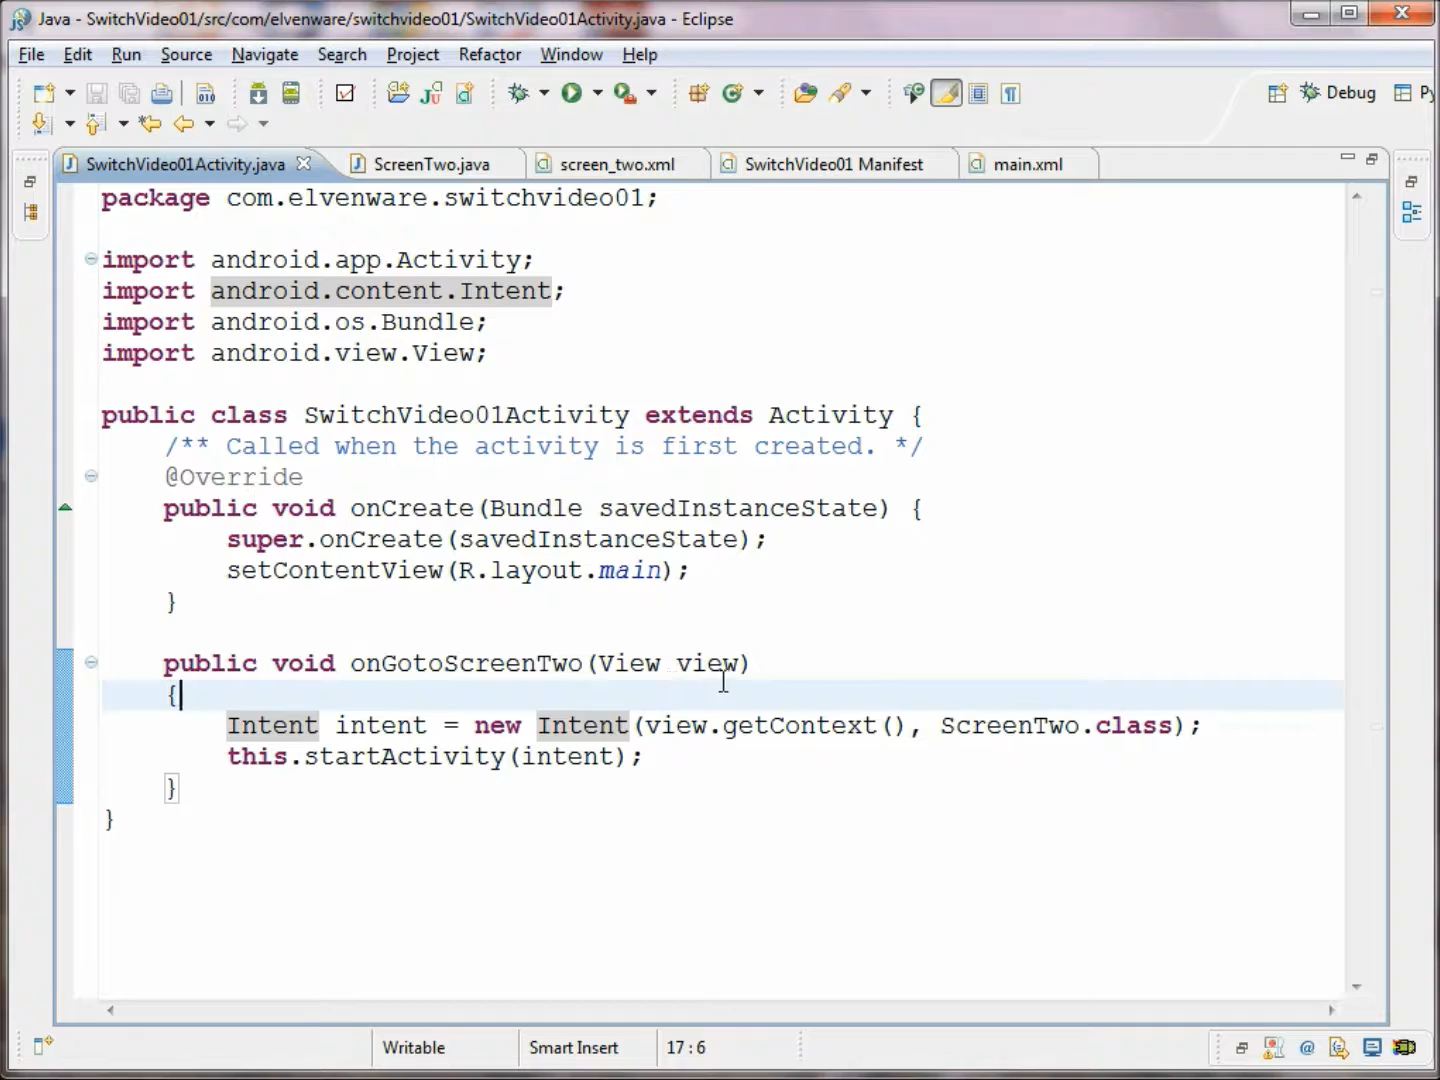 Java - SwitchVideo01/src/com/elvenware/switchvideo01/SwitchVideo01Activity.java - Eclipse
File Edit Run Source Navigate Search Project Refactor Window Help
Debug Py
SwitchVideo01Activity.java ScreenTwo.java screen_two.xml SwitchVideo01 Manifest main.xml
package com.elvenware.switchvideo01;
import android.app.Activity;
import android.content.Intent;
import android.os.Bundle;
import android.view.View;
public class SwitchVideo01Activity extends Activity {
/** Called when the activity is first created. */
@Override
public void onCreate(Bundle savedInstanceState) {
super.onCreate(savedInstanceState);
setContentView(R.layout.main);
}
public void onGotoScreenTwo(View view)
{
Intent intent = new Intent(view.getContext(), ScreenTwo.class);
this.startActivity(intent);
}
}
Writable Smart Insert 17 : 6